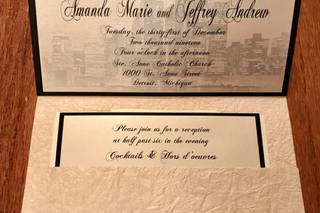 Amanda Marie and Jeffrey Andrew
Tuesday, the thirty-first of December
Two thousand nineteen
Four o'clock in the afternoon
Ste. Anne Catholic Church
1000 St. Anne Street
Detroit, Michigan
Please join us for a reception
at half past six in the evening
Cocktails & Hors d'oeuvres